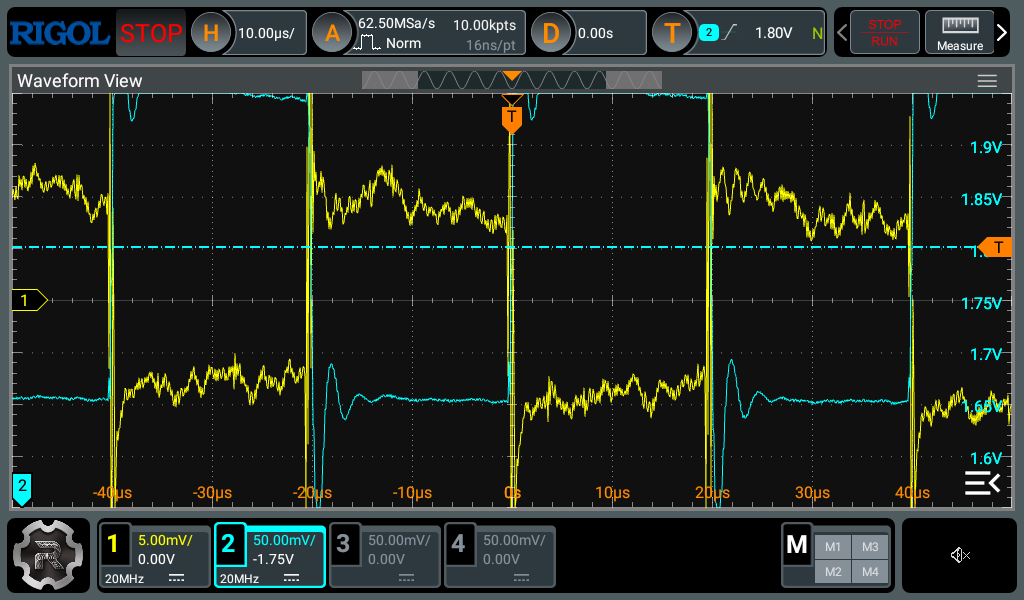 RIGOL STOP H 10.00µs/ A 62.50MSa/s 10.00kpts D 0.00s T 2 1.80V N STOP
Norm 16ns/pt RUN Measure
Waveform View
T
1.9V
1.85V
T
1
1.75V
1.7V
1.65V
1.6V
2
-40µs -30µs -20µs -10µs 0s 10µs 20µs 30µs 40µs
1 5.00mV/ 2 50.00mV/ 3 50.00mV/ 4 50.00mV/ M M1 M3
0.00V -1.75V 0.00V 0.00V
20MHz 20MHz M2 M4
R